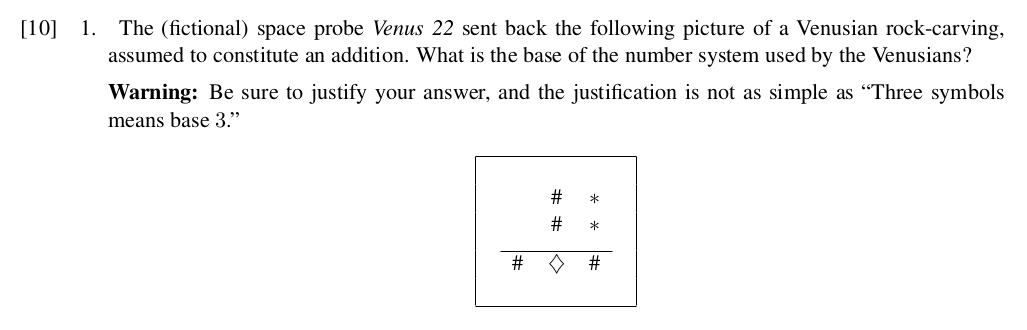 [10] 1. The (fictional) space probe Venus 22 sent back the following picture of a Venusian rock-carving,
assumed to constitute an addition. What is the base of the number system used by the Venusians?
Warning: Be sure to justify your answer, and the justification is not as simple as “Three symbols
means base 3.”
# *
# *
# ◇ #